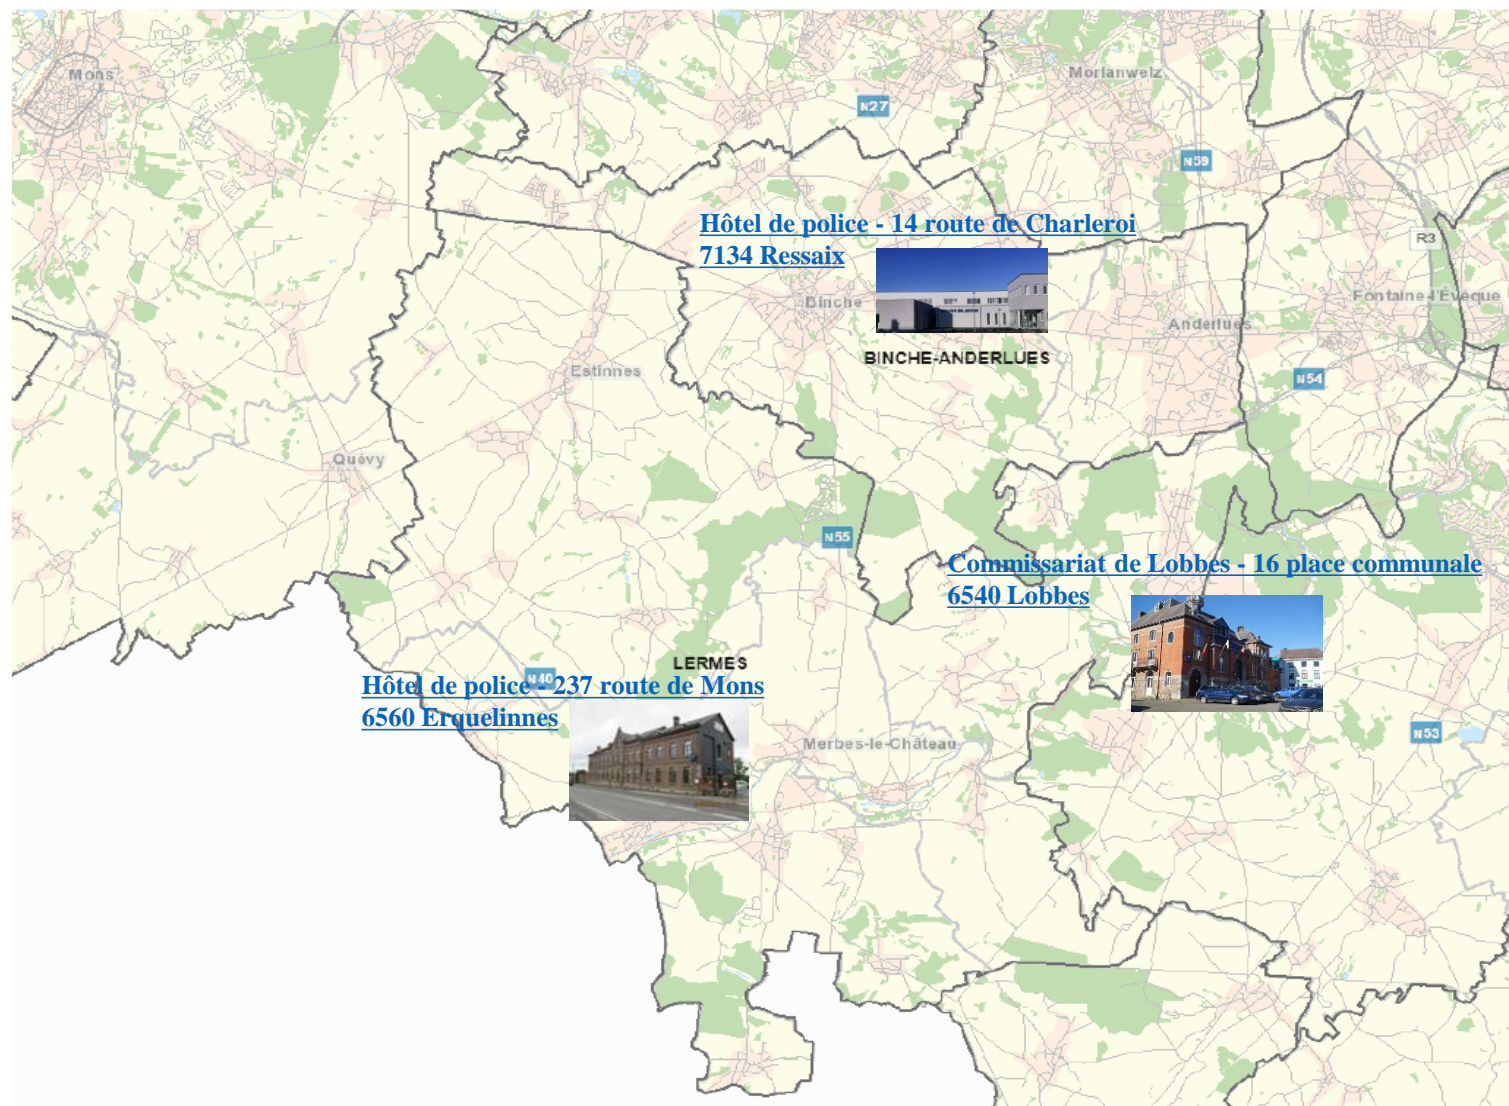 Mons
Morlanwelz
N27
N59
Hôtel de police - 14 route de Charleroi
7134 Ressaix
R3
Binche
Fontaine-l'Évêque
Anderlues
BINCHE-ANDERLUES
Estinnes
N54
Quévy
N55
Commissariat de Lobbes - 16 place communale
6540 Lobbes
LERMES
N40
Hôtel de police - 237 route de Mons
6560 Erquelinnes
Merbes-le-Château
N53